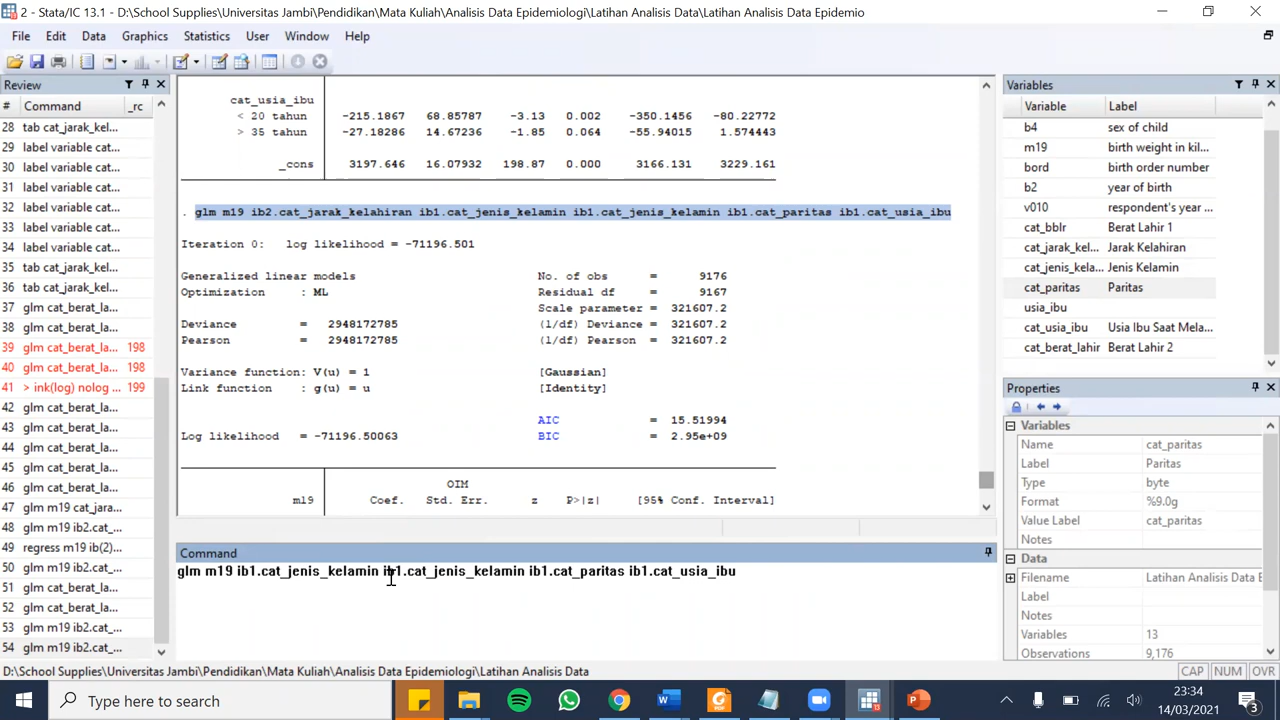 2 - Stata/IC 13.1 - D:\School Supplies\Universitas Jambi\Pendidikan\Mata Kuliah\Analisis Data Epidemiologi\Latihan Analisis Data\Latihan Analisis Data Epidemio
File Edit Data Graphics Statistics User Window Help
Review
# Command _rc
28 tab cat_jarak_kel...
29 label variable cat...
30 label variable cat...
31 label variable cat...
32 label variable cat...
33 label variable cat...
34 label variable cat...
35 tab cat_jarak_kel...
36 tab cat_jarak_kel...
37 glm cat_berat_la...
38 glm cat_berat_la...
39 glm cat_berat_la... 198
40 glm cat_berat_la... 198
41 > ink(log) nolog ... 199
42 glm cat_berat_la...
43 glm cat_berat_la...
44 glm cat_berat_la...
45 glm cat_berat_la...
46 glm cat_berat_la...
47 glm m19 cat_jara...
48 glm m19 ib2.cat_...
49 regress m19 ib(2)...
50 glm m19 ib2.cat_...
51 glm m19 ib2.cat_...
52 glm m19 ib2.cat_...
53 glm m19 ib2.cat_...
54 glm m19 ib2.cat_...
cat_usia_ibu
< 20 tahun -215.1867 68.85787 -3.13 0.002 -350.1456 -80.22772
> 35 tahun -27.18286 14.67236 -1.85 0.064 -55.94015 1.574443
_cons 3197.646 16.07932 198.87 0.000 3166.131 3229.161
. glm m19 ib2.cat_jarak_kelahiran ib1.cat_jenis_kelamin ib1.cat_jenis_kelamin ib1.cat_paritas ib1.cat_usia_ibu
Iteration 0: log likelihood = -71196.501
Generalized linear models No. of obs = 9176
Optimization : ML Residual df = 9167
Scale parameter = 321607.2
Deviance = 2948172785 (1/df) Deviance = 321607.2
Pearson = 2948172785 (1/df) Pearson = 321607.2
Variance function: V(u) = 1 [Gaussian]
Link function : g(u) = u [Identity]
AIC = 15.51994
Log likelihood = -71196.50063 BIC = 2.95e+09
OIM
m19 Coef. Std. Err. z P>|z| [95% Conf. Interval]
Command
glm m19 ib1.cat_jenis_kelamin ib1.cat_jenis_kelamin ib1.cat_paritas ib1.cat_usia_ibu
Variables
Variable Label
b4 sex of child
m19 birth weight in kil...
bord birth order number
b2 year of birth
v010 respondent's year ...
cat_bblr Berat Lahir 1
cat_jarak_kel... Jarak Kelahiran
cat_jenis_kela... Jenis Kelamin
cat_paritas Paritas
usia_ibu
cat_usia_ibu Usia Ibu Saat Mela...
cat_berat_lahir Berat Lahir 2
Properties
Variables
Name cat_paritas
Label Paritas
Type byte
Format %9.0g
Value Label cat_paritas
Notes
Data
Filename Latihan Analisis Data E
Label
Notes
Variables 13
Observations 9,176
D:\School Supplies\Universitas Jambi\Pendidikan\Mata Kuliah\Analisis Data Epidemiologi\Latihan Analisis Data
CAP NUM OVR
Type here to search
23:34
14/03/2021
3